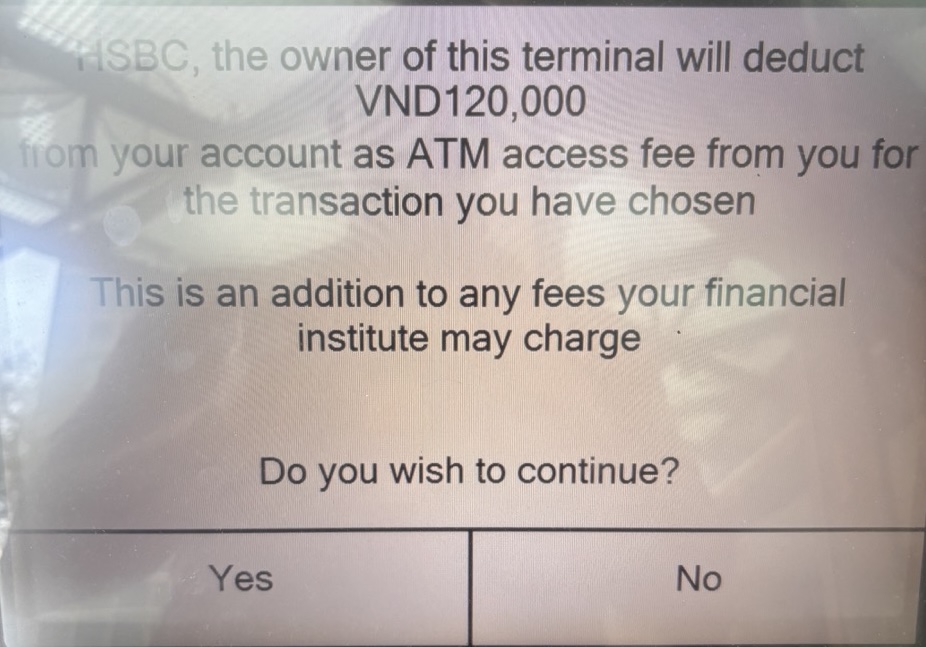 HSBC, the owner of this terminal will deduct
VND120,000
from your account as ATM access fee from you for
the transaction you have chosen
This is an addition to any fees your financial
institute may charge
Do you wish to continue?
Yes
No